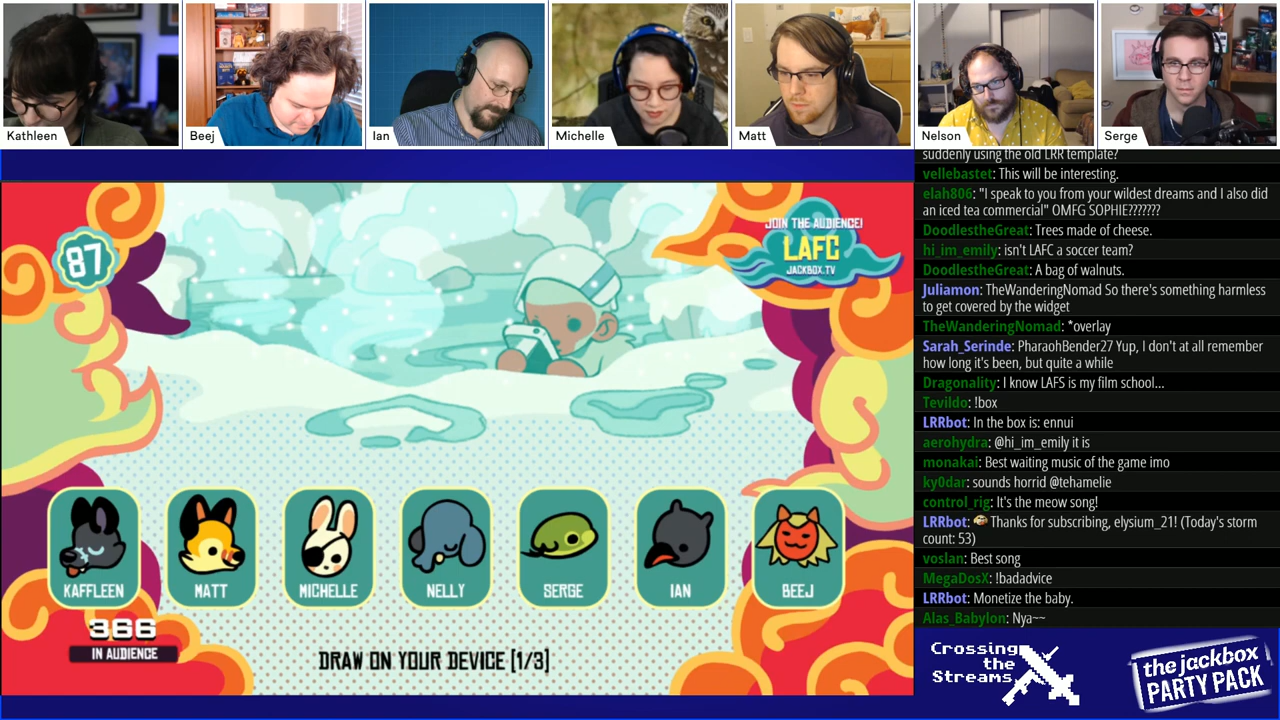 Kathleen
Beej
Ian
Michelle
Matt
Nelson
Serge
87
JOIN THE AUDIENCE!
LAFC
JACKBOX.TV
KAFFLEEN
MATT
MICHELLE
NELLY
SERGE
IAN
BEEJ
366
IN AUDIENCE
DRAW ON YOUR DEVICE [1/3]
suddenly using the old LRR template?
vellebastet: This will be interesting.
elah806: "I speak to you from your wildest dreams and I also did
an iced tea commercial" OMFG SOPHIE???????
DoodlestheGreat: Trees made of cheese.
hi_im_emily: isn't LAFC a soccer team?
DoodlestheGreat: A bag of walnuts.
Juliamon: TheWanderingNomad So there's something harmless
to get covered by the widget
TheWanderingNomad: *overlay
Sarah_Serinde: PharaohBender27 Yup, I don't at all remember
how long it's been, but quite a while
Dragonality: I know LAFS is my film school...
Tevildo: !box
LRRbot: In the box is: ennui
aerohydra: @hi_im_emily it is
monakai: Best waiting music of the game imo
ky0dar: sounds horrid @tehamelie
control_rig: It's the meow song!
LRRbot: Thanks for subscribing, elysium_21! (Today's storm
count: 53)
voslan: Best song
MegaDosX: !badadvice
LRRbot: Monetize the baby.
Alas_Babylon: Nya~~
Crossing
the
Streams
the jackbox
PARTY PACK